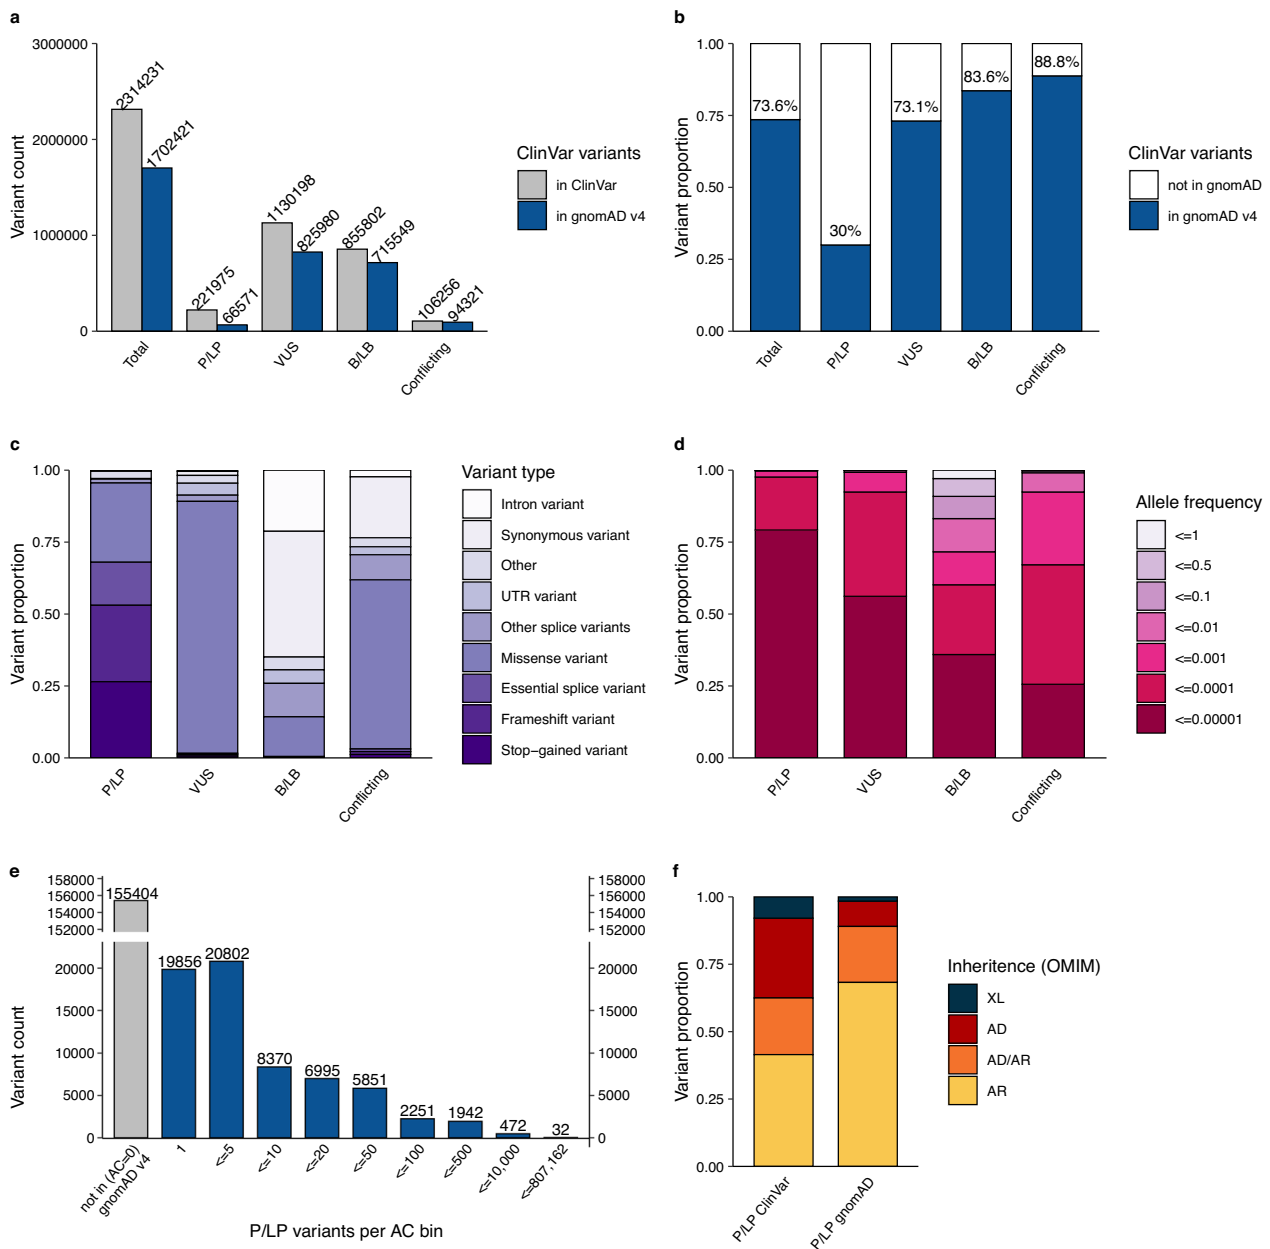 a
3000000
2000000
1000000
0
Variant count
2314231
1702421
221975
66571
1130198
825980
855802
715549
106256
94321
Total
P/LP
VUS
B/LB
Conflicting
ClinVar variants
in ClinVar
in gnomAD v4
b
1.00
0.75
0.50
0.25
0.00
Variant proportion
73.6%
30%
73.1%
83.6%
88.8%
Total
P/LP
VUS
B/LB
Conflicting
ClinVar variants
not in gnomAD
in gnomAD v4
c
1.00
0.75
0.50
0.25
0.00
Variant proportion
P/LP
VUS
B/LB
Conflicting
Variant type
Intron variant
Synonymous variant
Other
UTR variant
Other splice variants
Missense variant
Essential splice variant
Frameshift variant
Stop−gained variant
d
1.00
0.75
0.50
0.25
0.00
Variant proportion
P/LP
VUS
B/LB
Conflicting
Allele frequency
<=1
<=0.5
<=0.1
<=0.01
<=0.001
<=0.0001
<=0.00001
e
158000
156000
154000
152000
20000
15000
10000
5000
0
Variant count
155404
19856
20802
8370
6995
5851
2251
1942
472
32
158000
156000
154000
152000
20000
15000
10000
5000
0
not in (AC=0)
gnomAD v4
1
<=5
<=10
<=20
<=50
<=100
<=500
<=10,000
<=807,162
P/LP variants per AC bin
f
1.00
0.75
0.50
0.25
0.00
Variant proportion
P/LP ClinVar
P/LP gnomAD
Inheritence (OMIM)
XL
AD
AD/AR
AR